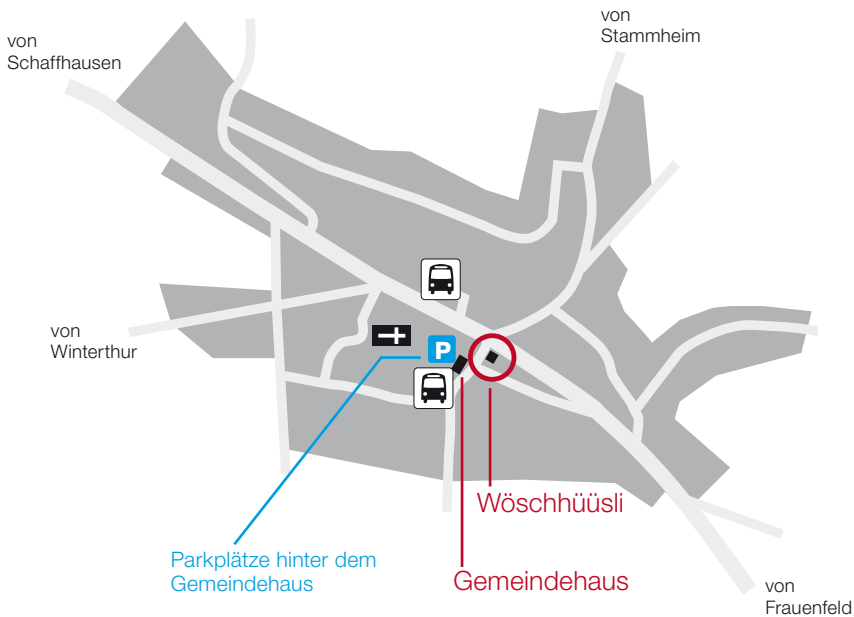 von
Schaffhausen
von
Stammheim
von
Winterthur
P
Wöschhüüsli
Parkplätze hinter dem
Gemeindehaus
Gemeindehaus
von
Frauenfeld